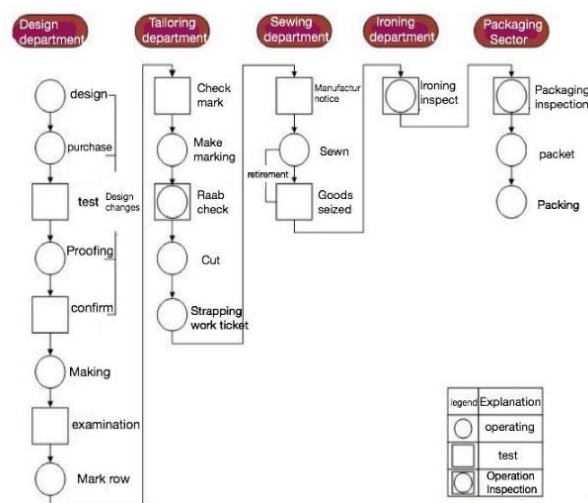 Design
department
Tailoring
department
Sewing
department
Ironing
department
Packaging
Sector
design
purchase
test
Design
changes
Proofing
confirm
Making
examination
Mark row
Check
mark
Make
marking
Raab
check
Cut
Strapping
work ticket
Manufactur
notice
Sewn
retirement
Goods
seized
Ironing
inspect
Packaging
inspection
packet
Packing
legend Explanation
operating
test
Operation
Inspection